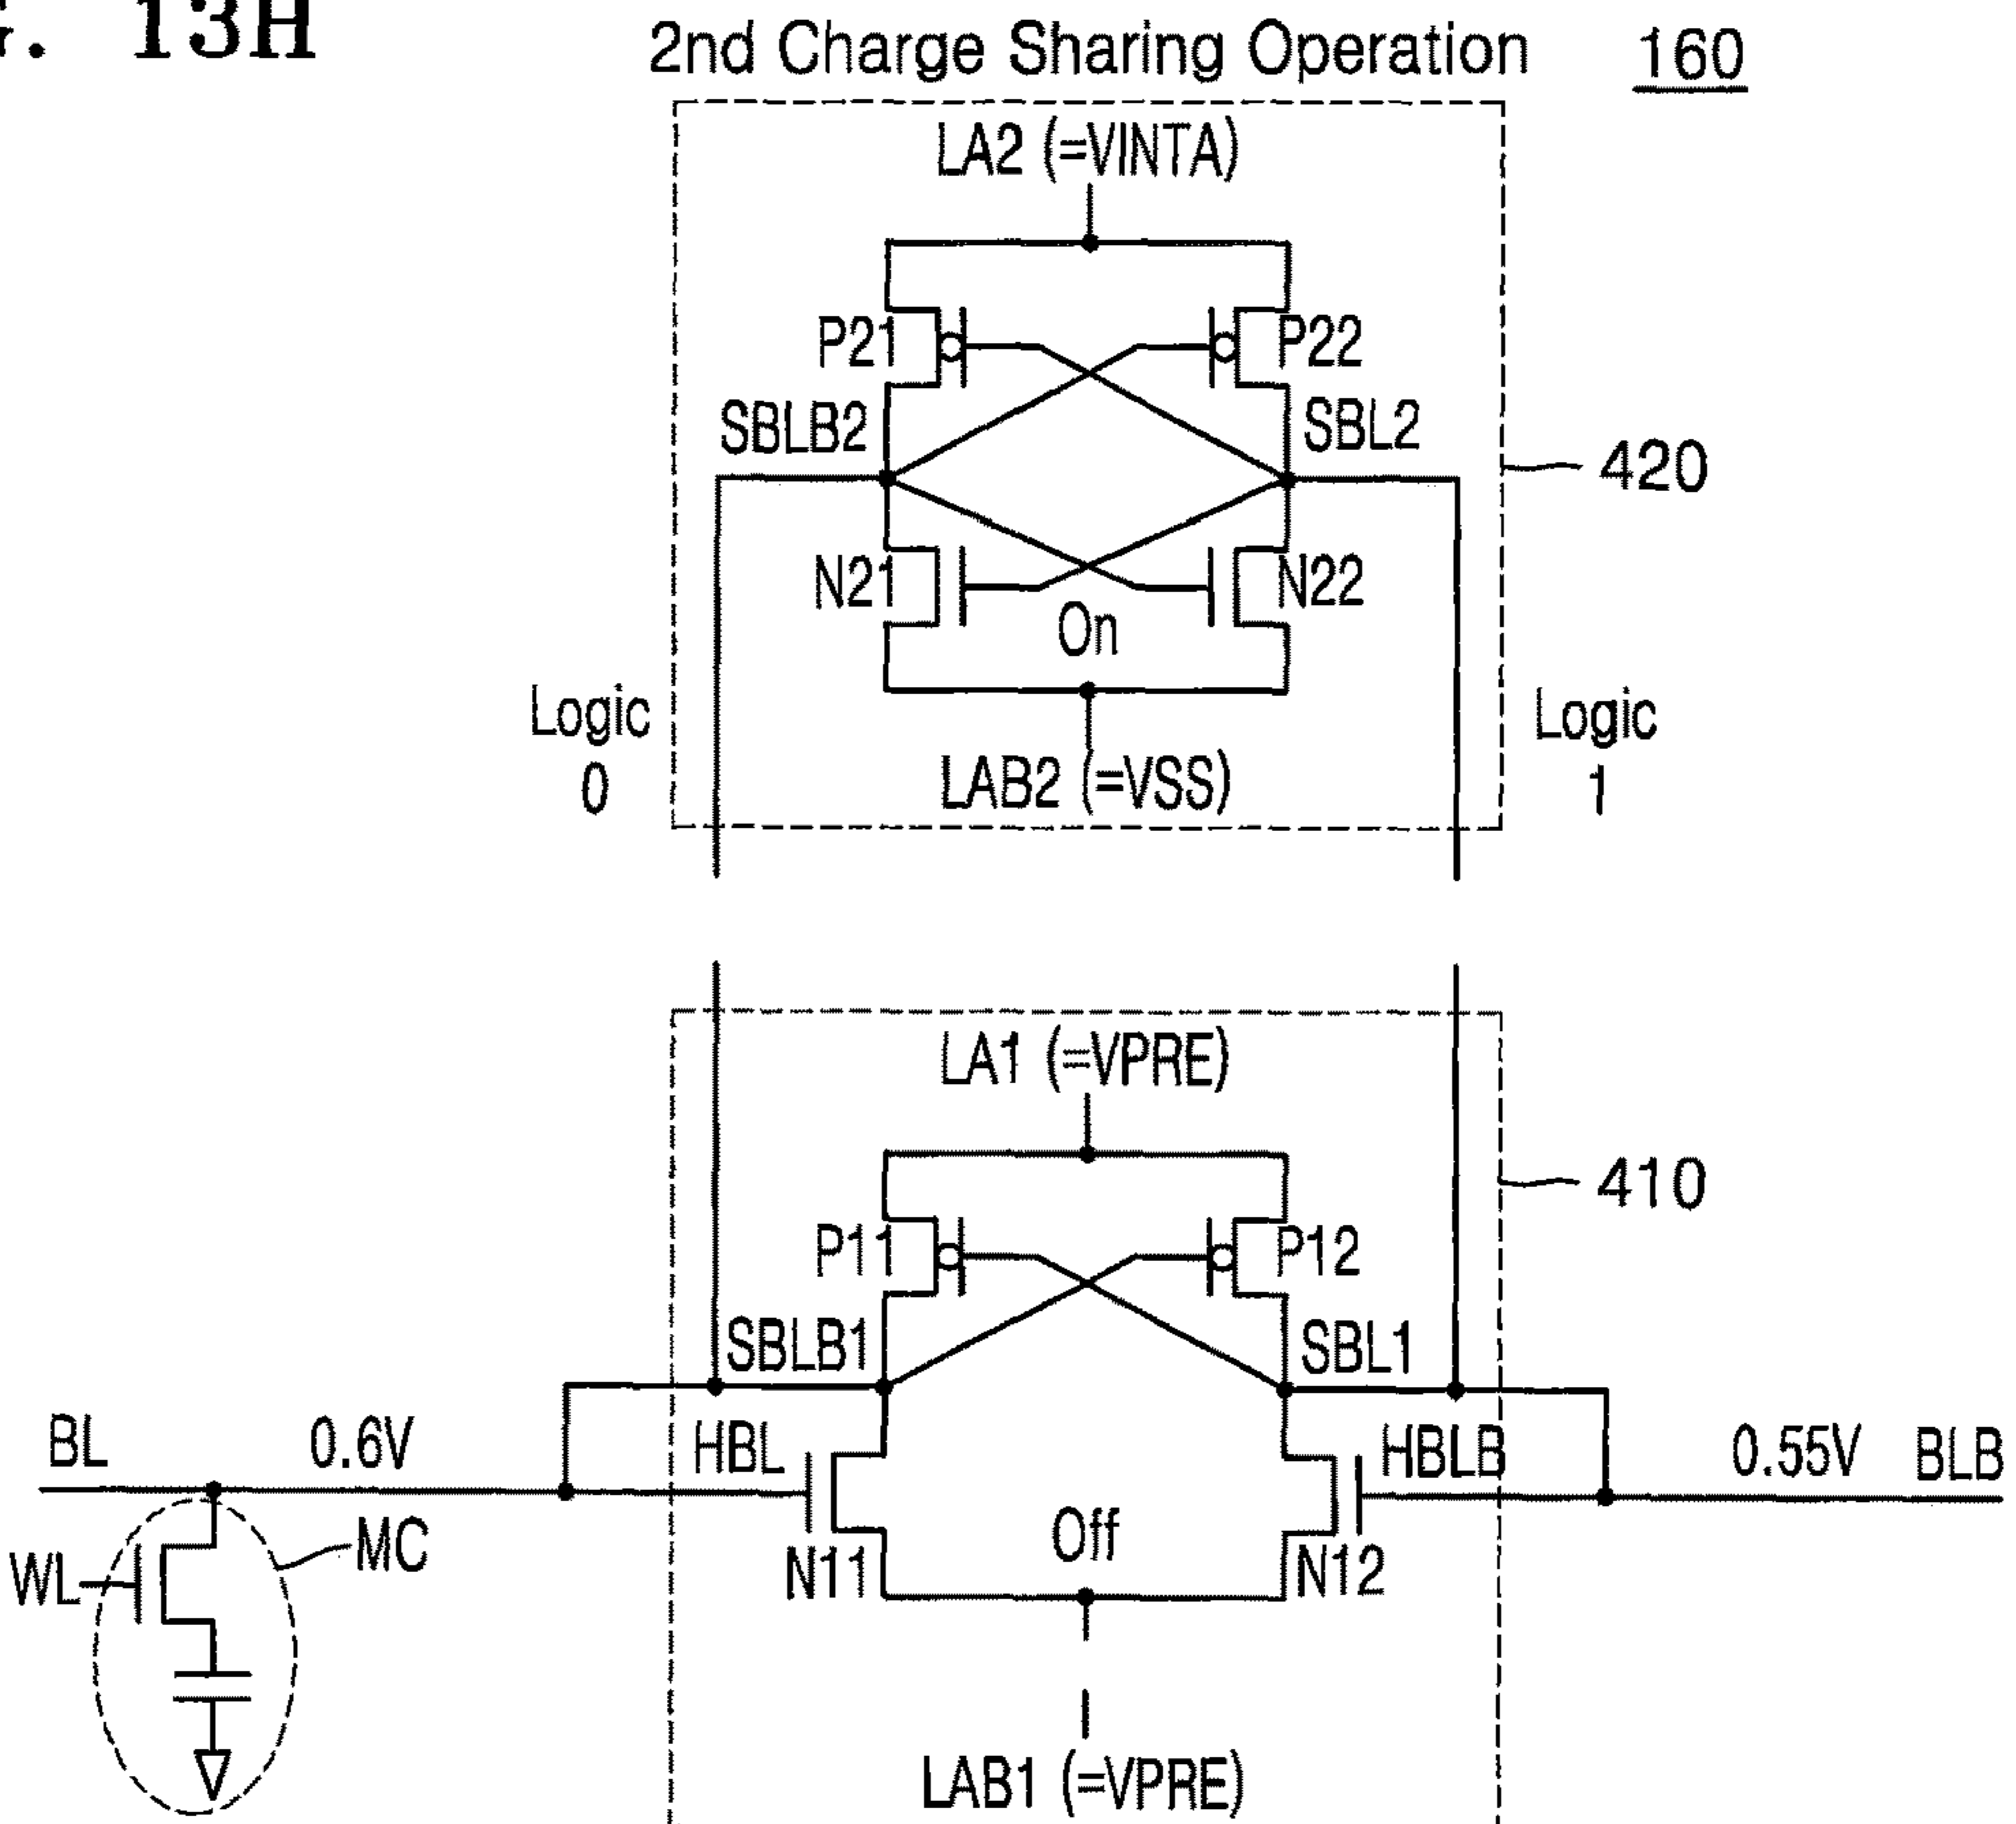 r. 13H
2nd Charge Sharing Operation
160
LA2 (=VINTA)
P21
P22
SBLB2
SBL2
420
N21
N22
On
Logic
0
Logic
1
LAB2 (=VSS)
LA1 (=VPRE)
410
P11
P12
SBLB1
SBL1
BL
0.6V
HBL
HBLB
0.55V
BLB
Off
MC
WL
N11
N12
LAB1 (=VPRE)